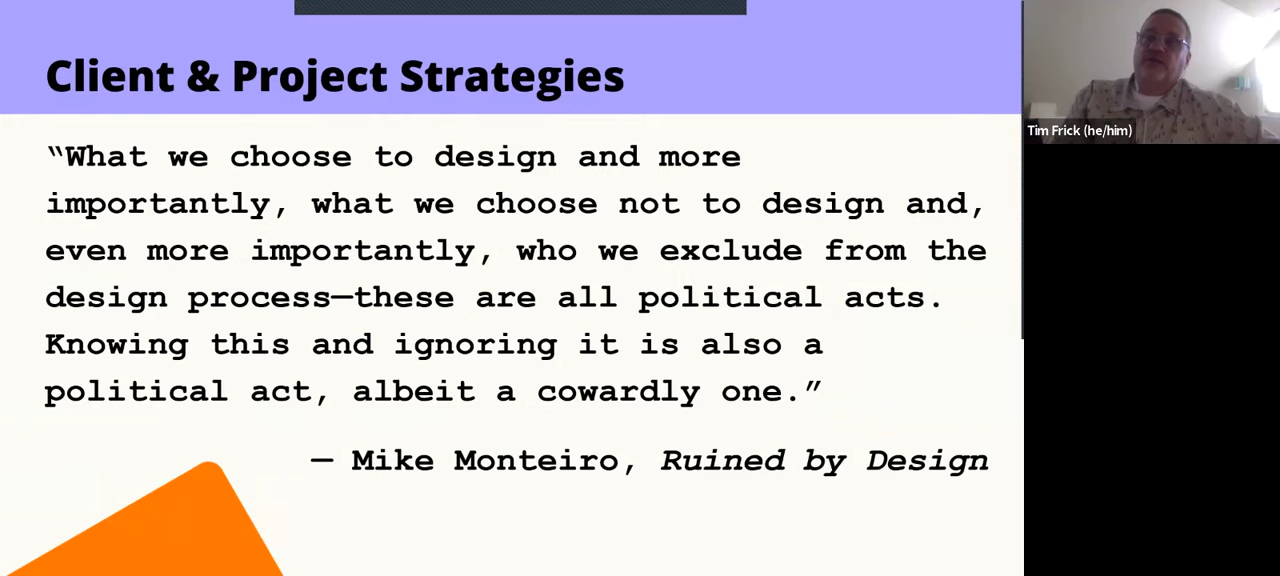 Client & Project Strategies
“What we choose to design and more
importantly, what we choose not to design and,
even more importantly, who we exclude from the
design process—these are all political acts.
Knowing this and ignoring it is also a
political act, albeit a cowardly one.”
— Mike Monteiro, Ruined by Design
Tim Frick (he/him)